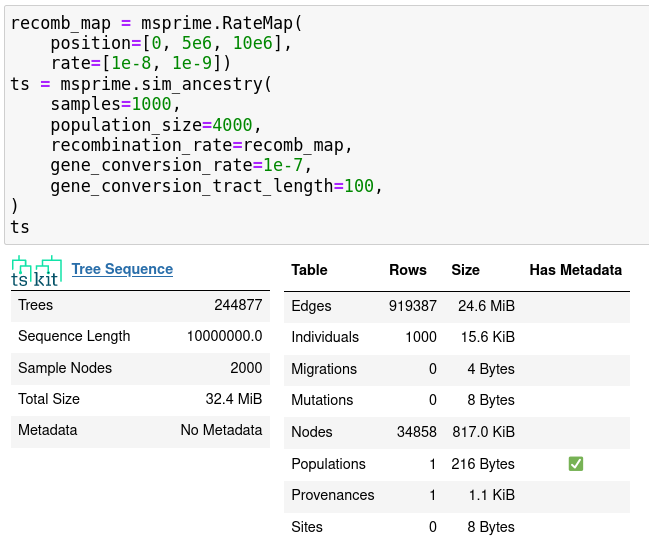 recomb_map = msprime.RateMap(
    position=[0, 5e6, 10e6],
    rate=[1e-8, 1e-9])
ts = msprime.sim_ancestry(
    samples=1000,
    population_size=4000,
    recombination_rate=recomb_map,
    gene_conversion_rate=1e-7,
    gene_conversion_tract_length=100,
)
ts
tskit Tree Sequence
Trees 244877
Sequence Length 10000000.0
Sample Nodes 2000
Total Size 32.4 MiB
Metadata No Metadata
Table Rows Size Has Metadata
Edges 919387 24.6 MiB
Individuals 1000 15.6 KiB
Migrations 0 4 Bytes
Mutations 0 8 Bytes
Nodes 34858 817.0 KiB
Populations 1 216 Bytes ✅
Provenances 1 1.1 KiB
Sites 0 8 Bytes